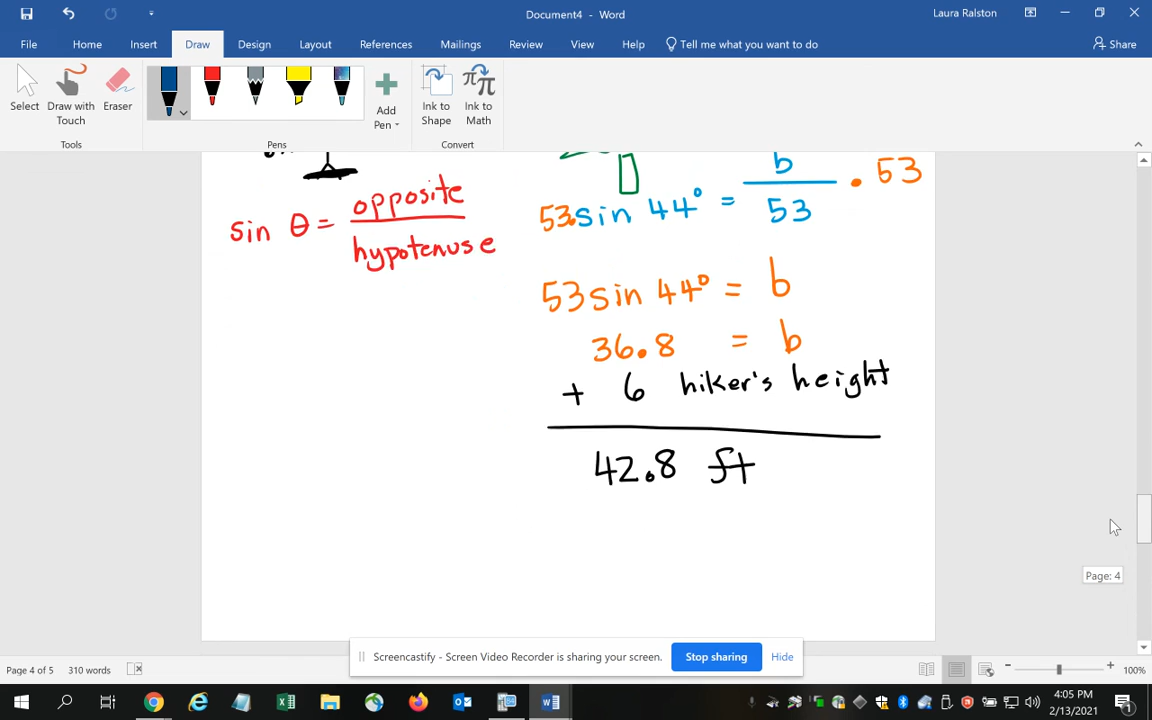 Document4 - Word
Laura Ralston
File Home Insert Draw Design Layout References Mailings Review View Help Tell me what you want to do Share
Select
Draw with Touch
Eraser
Add Pen
Ink to Shape
Ink to Math
Tools
Pens
Convert
sin θ = opposite / hypotenuse
53.sin 44° = b / 53 . 53
53 sin 44° = b
36.8 = b
+ 6 hiker's height
42.8 ft
Page: 4
Screencastify - Screen Video Recorder is sharing your screen.
Stop sharing
Hide
Page 4 of 5 310 words
100%
4:05 PM
2/13/2021